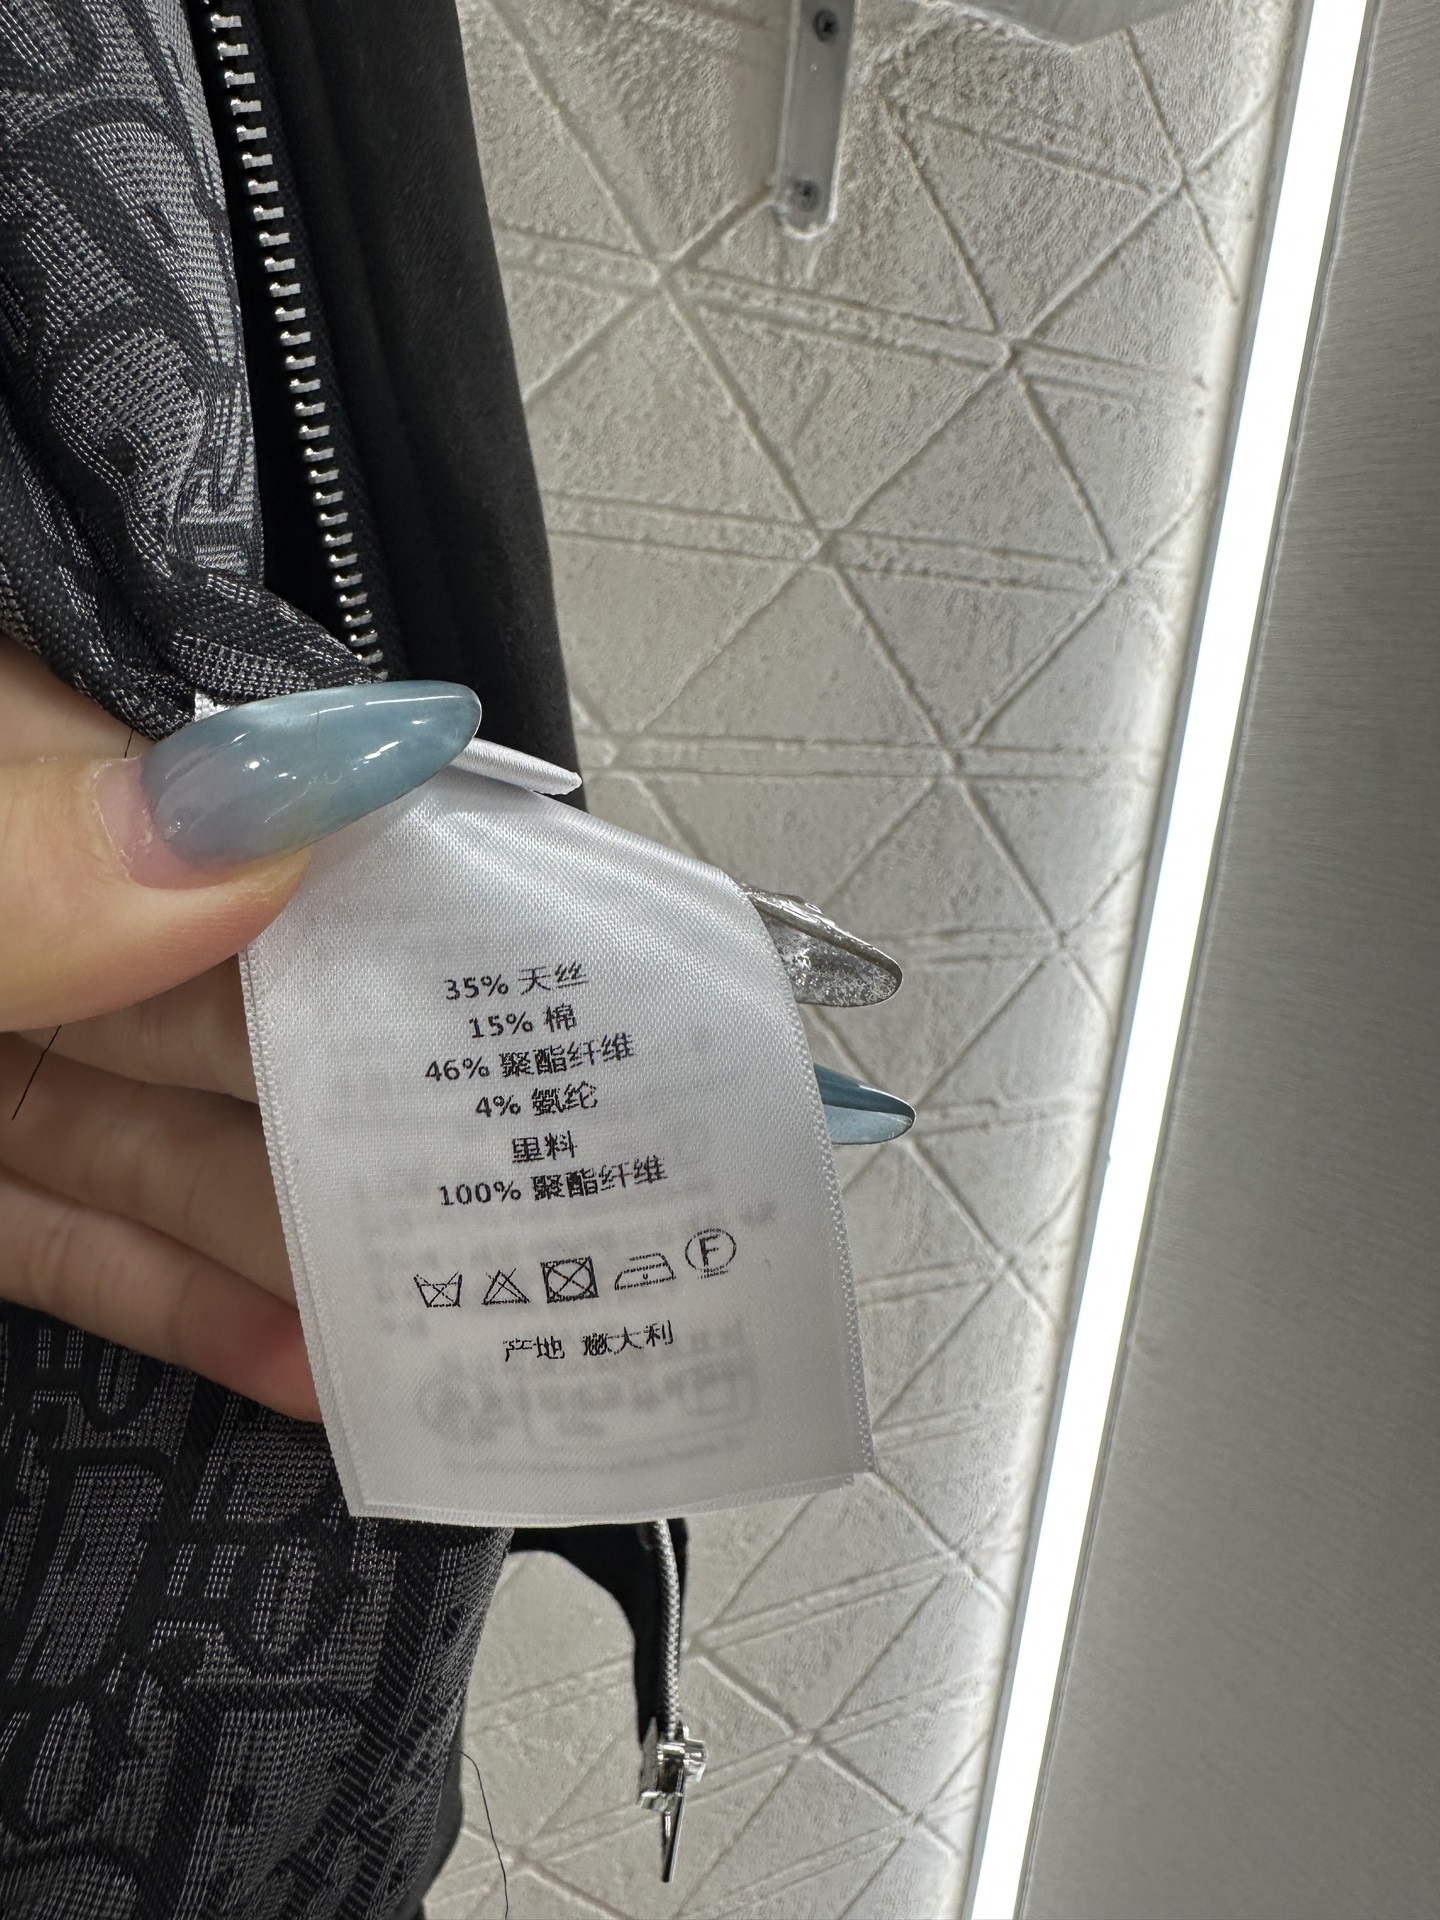 35% 天丝
15% 棉
46% 聚酯纤维
4% 氨纶
里料
100% 聚酯纤维
F
产地 意大利